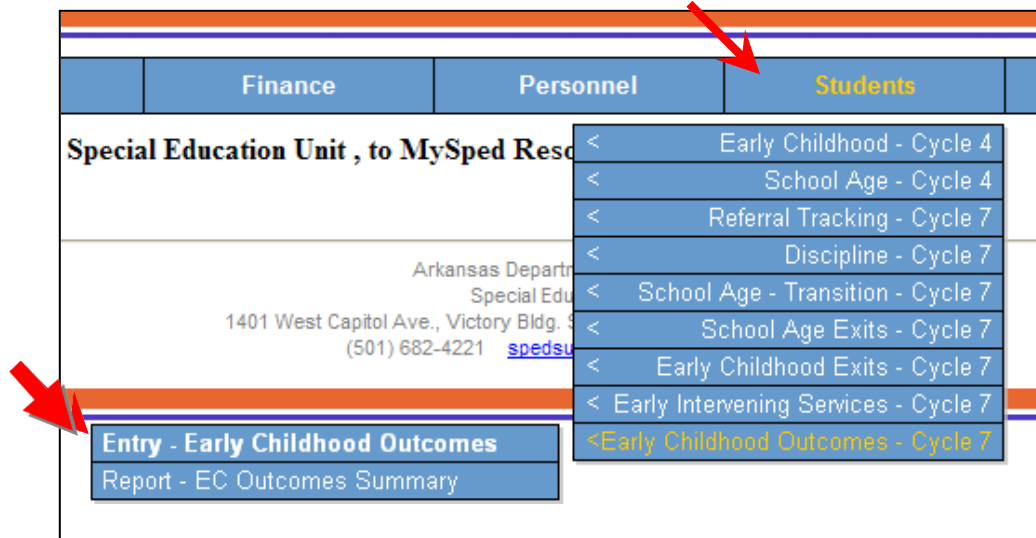 Finance Personnel Students
Special Education Unit , to MySped
< Early Childhood - Cycle 4
< School Age - Cycle 4
< Referral Tracking - Cycle 7
< Discipline - Cycle 7
< School Age - Transition - Cycle 7
< School Age Exits - Cycle 7
< Early Childhood Exits - Cycle 7
< Early Intervening Services - Cycle 7
<Early Childhood Outcomes - Cycle 7
Arkansas
Special
1401 West Capitol Ave., Victory Bldg.
(501) 682-4221
Entry - Early Childhood Outcomes
Report - EC Outcomes Summary